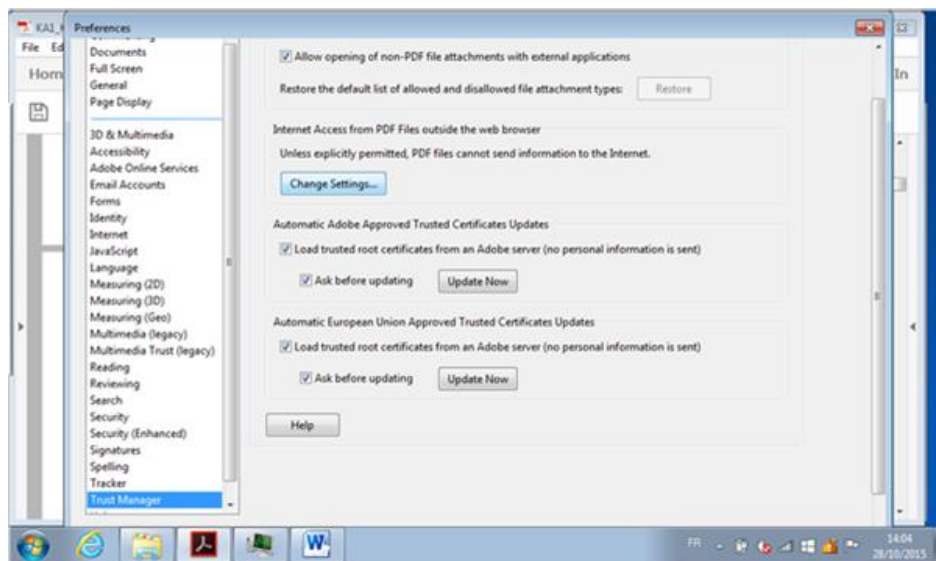 KA1_
Preferences
File Ed
Hom
In
Documents
Full Screen
General
Page Display
3D & Multimedia
Accessibility
Adobe Online Services
Email Accounts
Forms
Identity
Internet
JavaScript
Language
Measuring (2D)
Measuring (3D)
Measuring (Geo)
Multimedia (legacy)
Multimedia Trust (legacy)
Reading
Reviewing
Search
Security
Security (Enhanced)
Signatures
Spelling
Tracker
Trust Manager
Allow opening of non-PDF file attachments with external applications
Restore the default list of allowed and disallowed file attachment types: Restore
Internet Access from PDF Files outside the web browser
Unless explicitly permitted, PDF files cannot send information to the Internet.
Change Settings...
Automatic Adobe Approved Trusted Certificates Updates
Load trusted root certificates from an Adobe server (no personal information is sent)
Ask before updating Update Now
Automatic European Union Approved Trusted Certificates Updates
Load trusted root certificates from an Adobe server (no personal information is sent)
Ask before updating Update Now
Help
FR
14:04
28/10/2015